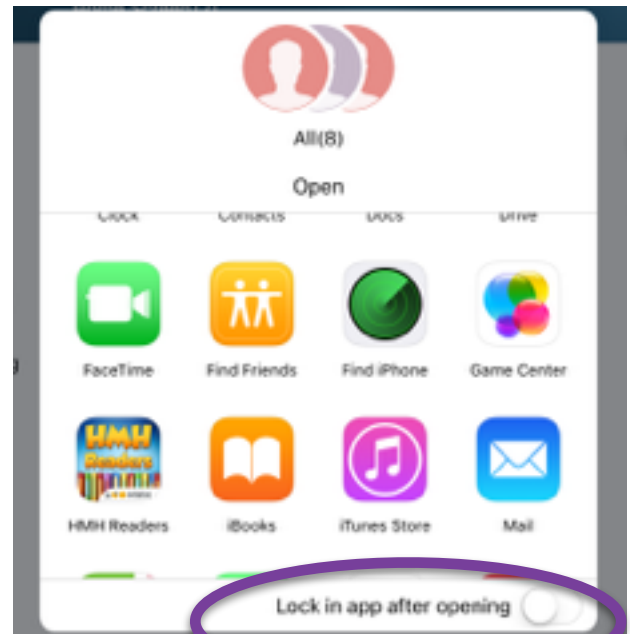 All(8)
Open
Clock Contacts Docs Drive
FaceTime Find Friends Find iPhone Game Center
HMH
Readers
HMH Readers iBooks iTunes Store Mail
Lock in app after opening